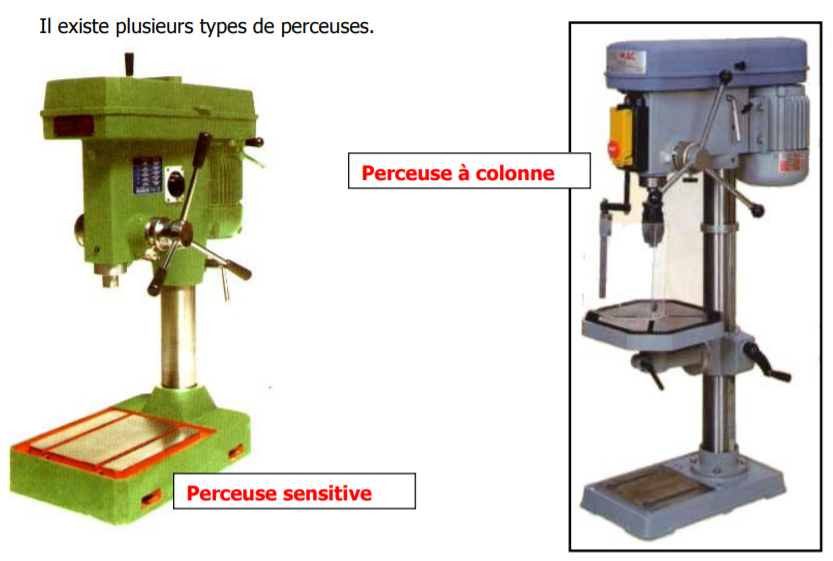 Il existe plusieurs types de perceuses.
Perceuse à colonne
Perceuse sensitive